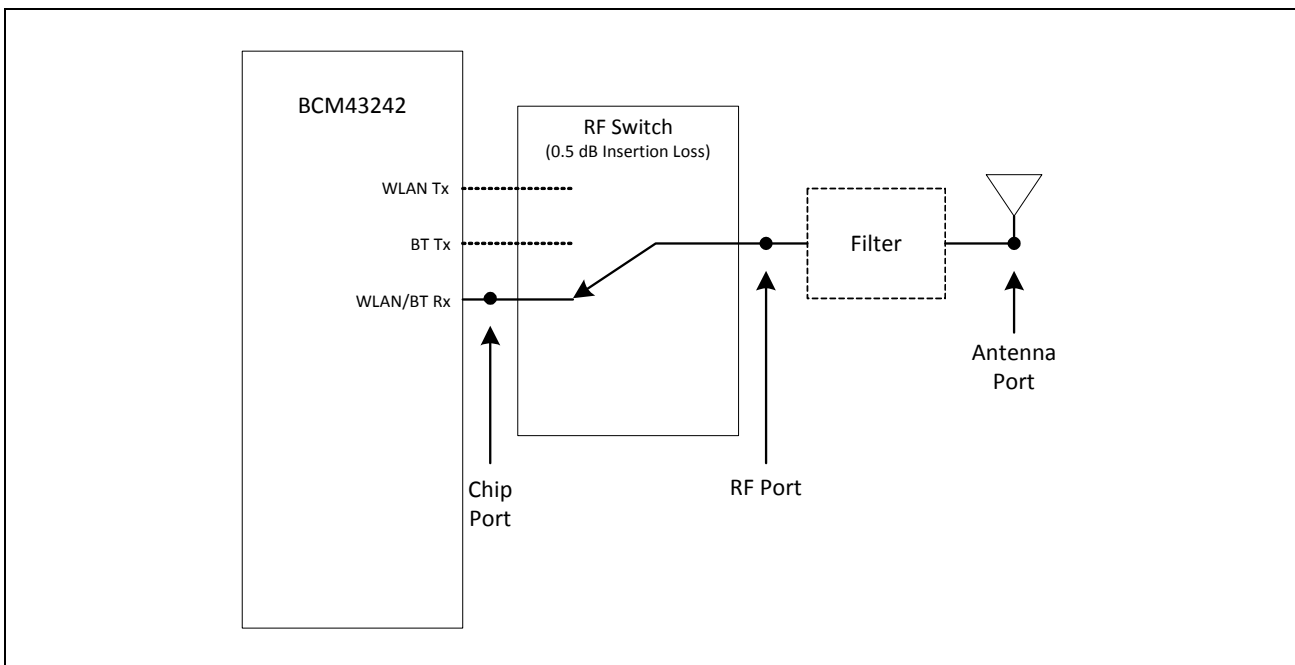 BCM43242
RF Switch
(0.5 dB Insertion Loss)
WLAN Tx
BT Tx
WLAN/BT Rx
Filter
Chip
Port
RF Port
Antenna
Port